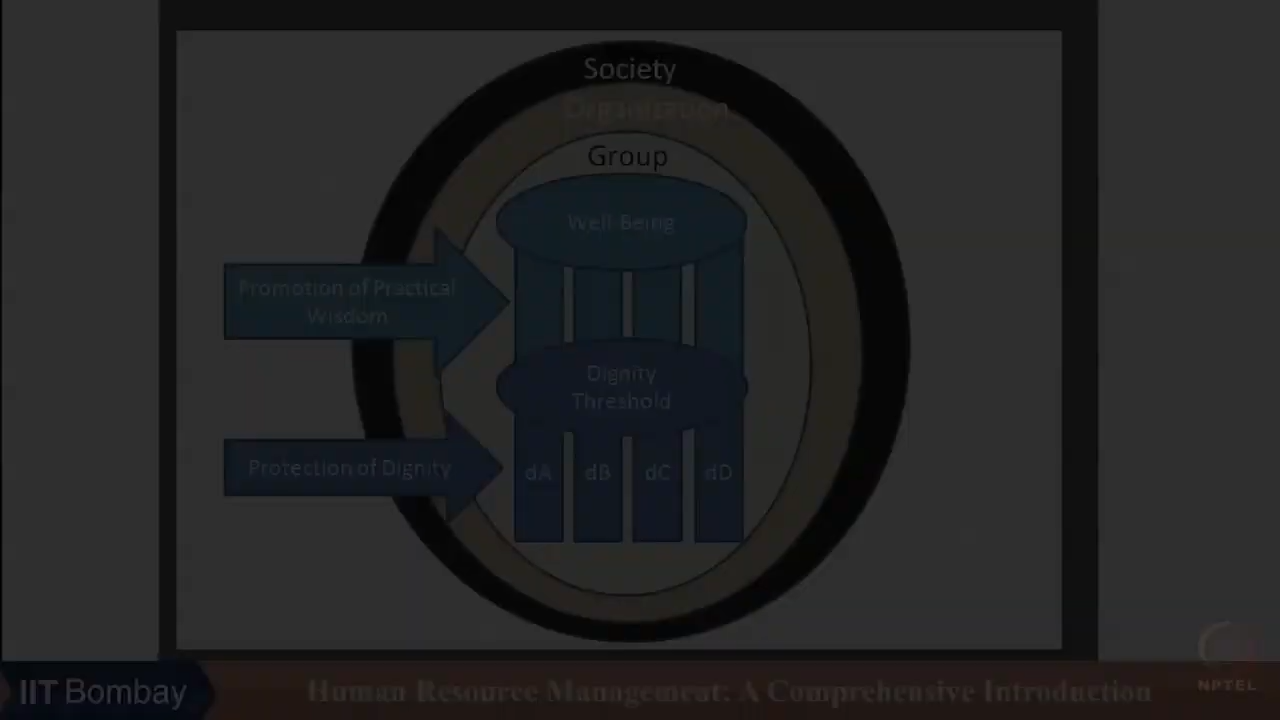 Society
Organization
Group
Well-Being
Promotion of Practical
Wisdom
Dignity
Threshold
Protection of Dignity
dA dB dC dD
IIT Bombay
Human Resource Management: A Comprehensive Introduction
NPTEL